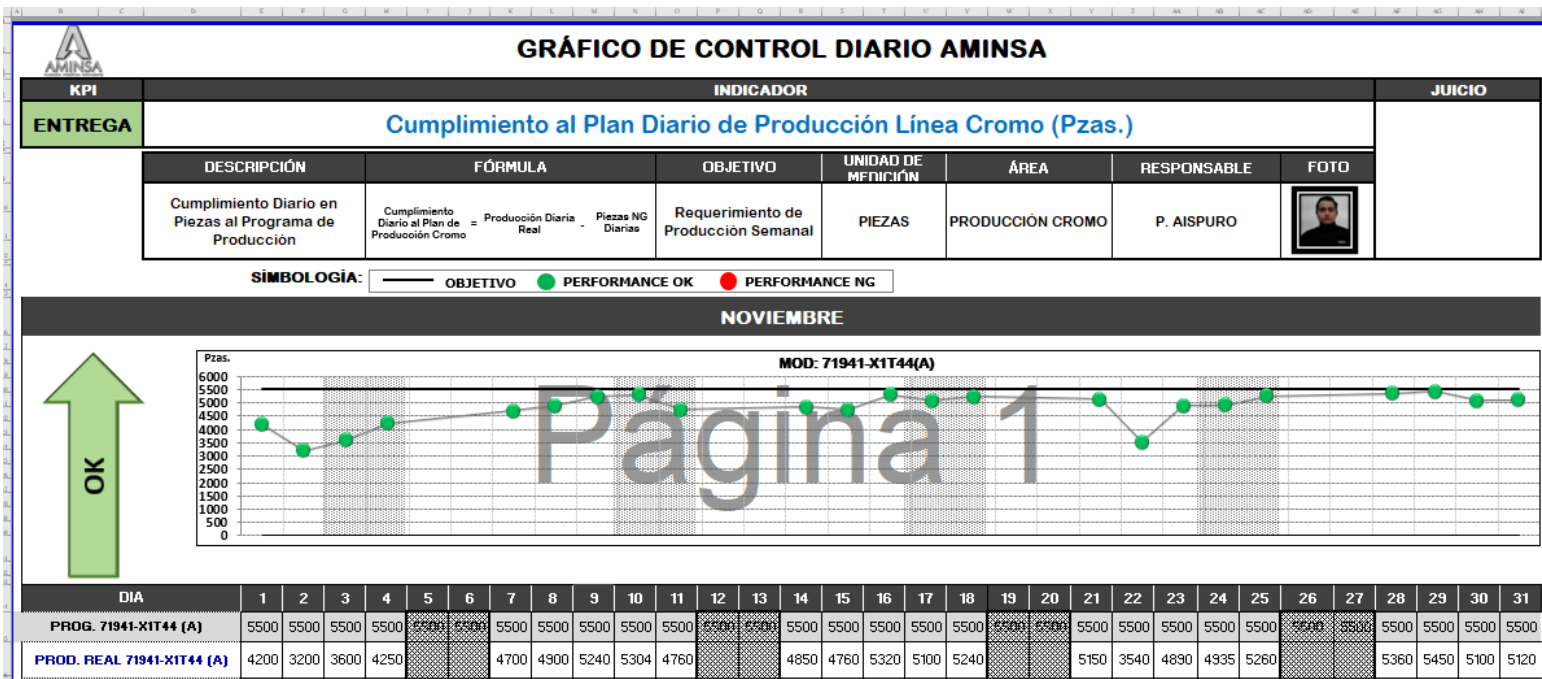 AMINSA
GRÁFICO DE CONTROL DIARIO AMINSA
KPI INDICADOR JUICIO
ENTREGA Cumplimiento al Plan Diario de Producción Línea Cromo (Pzas.)
DESCRIPCIÓN FÓRMULA OBJETIVO UNIDAD DE MEDICIÓN ÁREA RESPONSABLE FOTO
Cumplimiento Diario en
Piezas al Programa de
Producción
Cumplimiento
Diario al Plan de
Producción Cromo
= Producción Diaria
Real
- Piezas NG
Diarias
Requerimiento de
Producción Semanal
PIEZAS
PRODUCCIÓN CROMO
P. AISPURO
SÍMBOLOGÍA: OBJETIVO PERFORMANCE OK PERFORMANCE NG
NOVIEMBRE
OK
Pzas.
MOD: 71941-X1T44(A)
6000
5500
5000
4500
4000
3500
3000
2500
2000
1500
1000
500
0
Página 1
DIA 1 2 3 4 5 6 7 8 9 10 11 12 13 14 15 16 17 18 19 20 21 22 23 24 25 26 27 28 29 30 31
PROG. 71941-X1T44 (A) 5500 5500 5500 5500 5500 5500 5500 5500 5500 5500 5500 5500 5500 5500 5500 5500 5500 5500 5500 5500 5500 5500 5500 5500 5500 5500 5500 5500 5500 5500 5500
PROD. REAL 71941-X1T44 (A) 4200 3200 3600 4250 4700 4900 5240 5304 4760 4850 4760 5320 5100 5240 5150 3540 4890 4935 5260 5360 5450 5100 5120